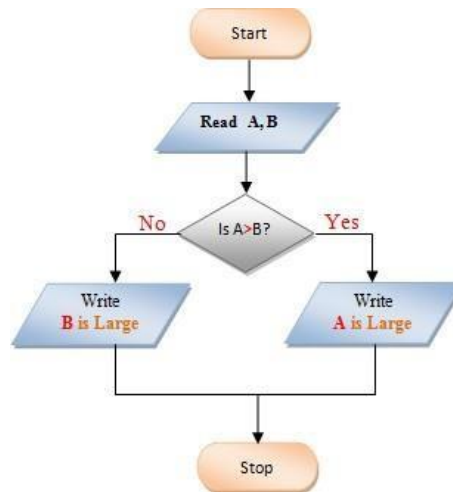 Start
Read A, B
Is A>B?
No
Yes
Write
B is Large
Write
A is Large
Stop